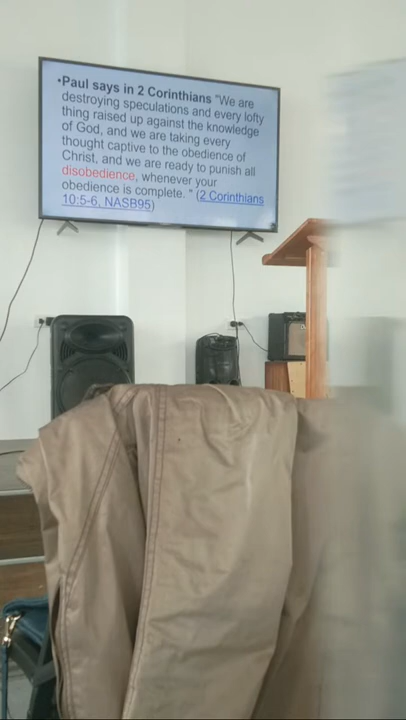 •Paul says in 2 Corinthians "We are
destroying speculations and every lofty
thing raised up against the knowledge
of God, and we are taking every
thought captive to the obedience of
Christ, and we are ready to punish all
disobedience, whenever your
obedience is complete. " (2 Corinthians
10:5-6, NASB95)